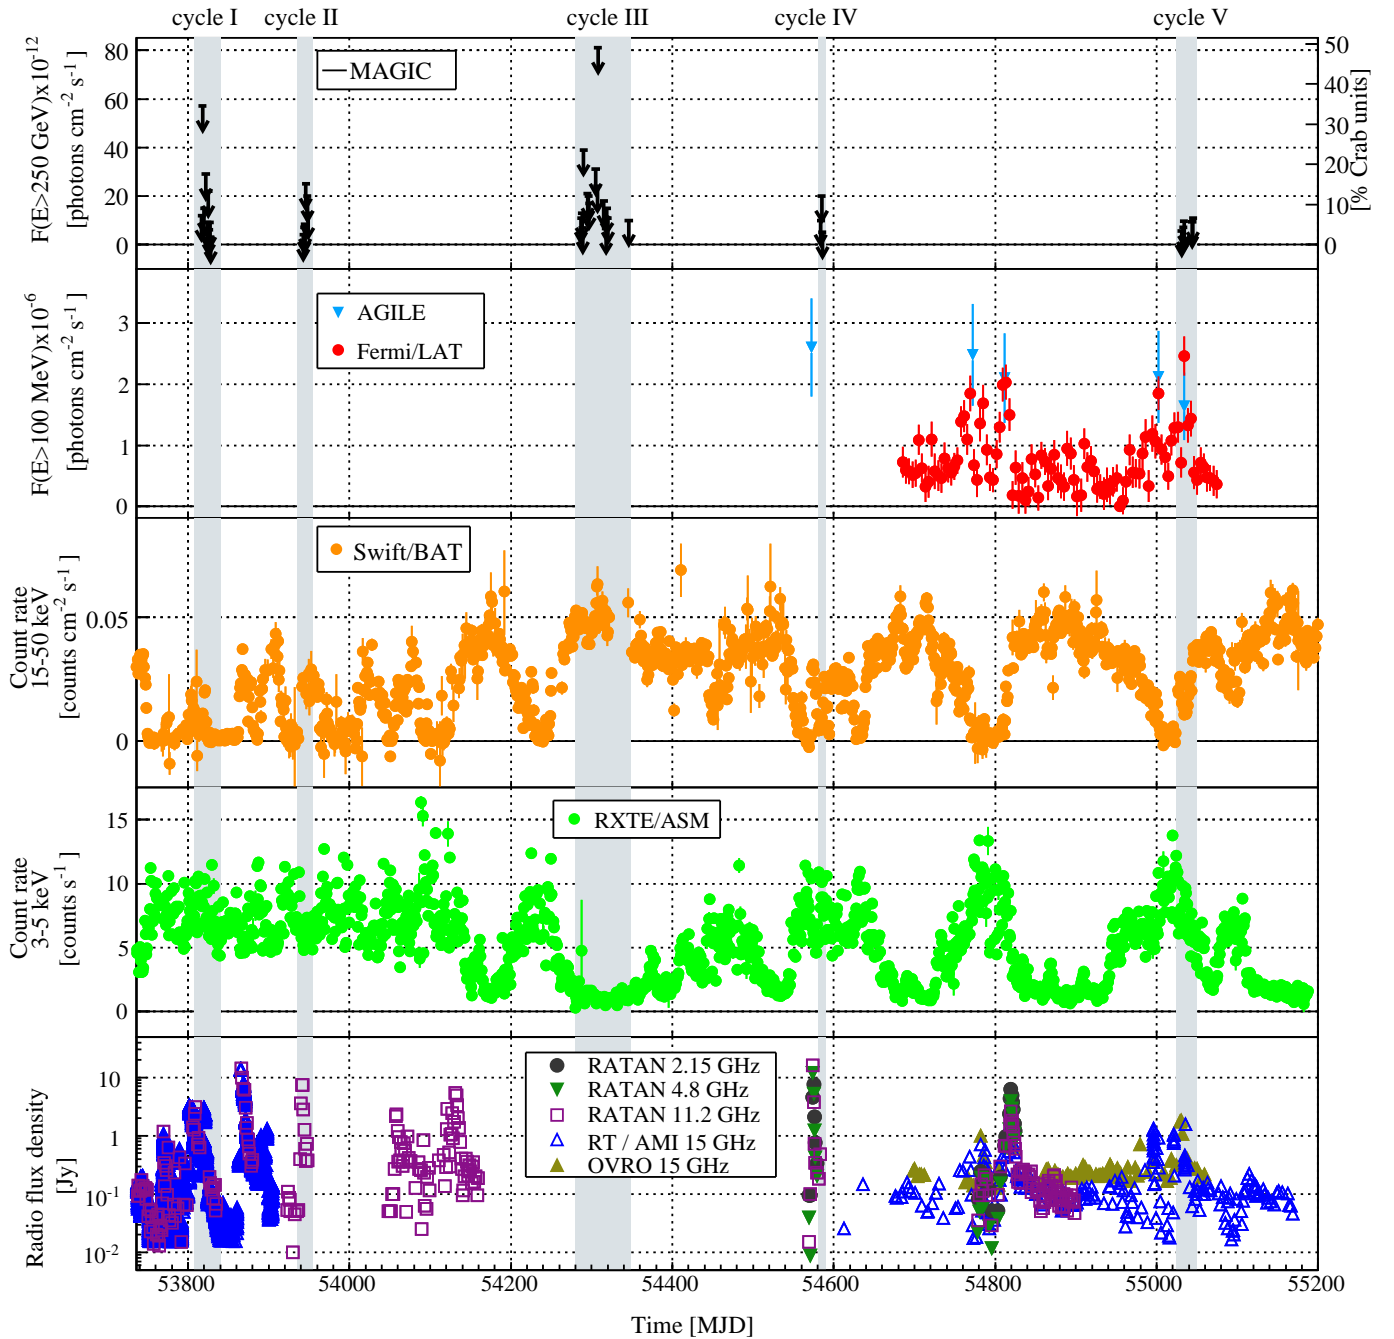 cycle I cycle II cycle III cycle IV cycle V
F(E>250 GeV)x10-12
[photons cm-2 s-1]
80
60
40
20
0
MAGIC
50
40
30
20
10
0
[% Crab units]
F(E>100 MeV)x10-6
[photons cm-2 s-1]
3
2
1
0
AGILE
Fermi/LAT
Count rate
15-50 keV
[counts cm-2 s-1]
0.05
0
Swift/BAT
Count rate
3-5 keV
[counts s-1]
15
10
5
0
RXTE/ASM
Radio flux density
[Jy]
10
1
10-1
10-2
RATAN 2.15 GHz
RATAN 4.8 GHz
RATAN 11.2 GHz
RT / AMI 15 GHz
OVRO 15 GHz
53800 54000 54200 54400 54600 54800 55000 55200
Time [MJD]